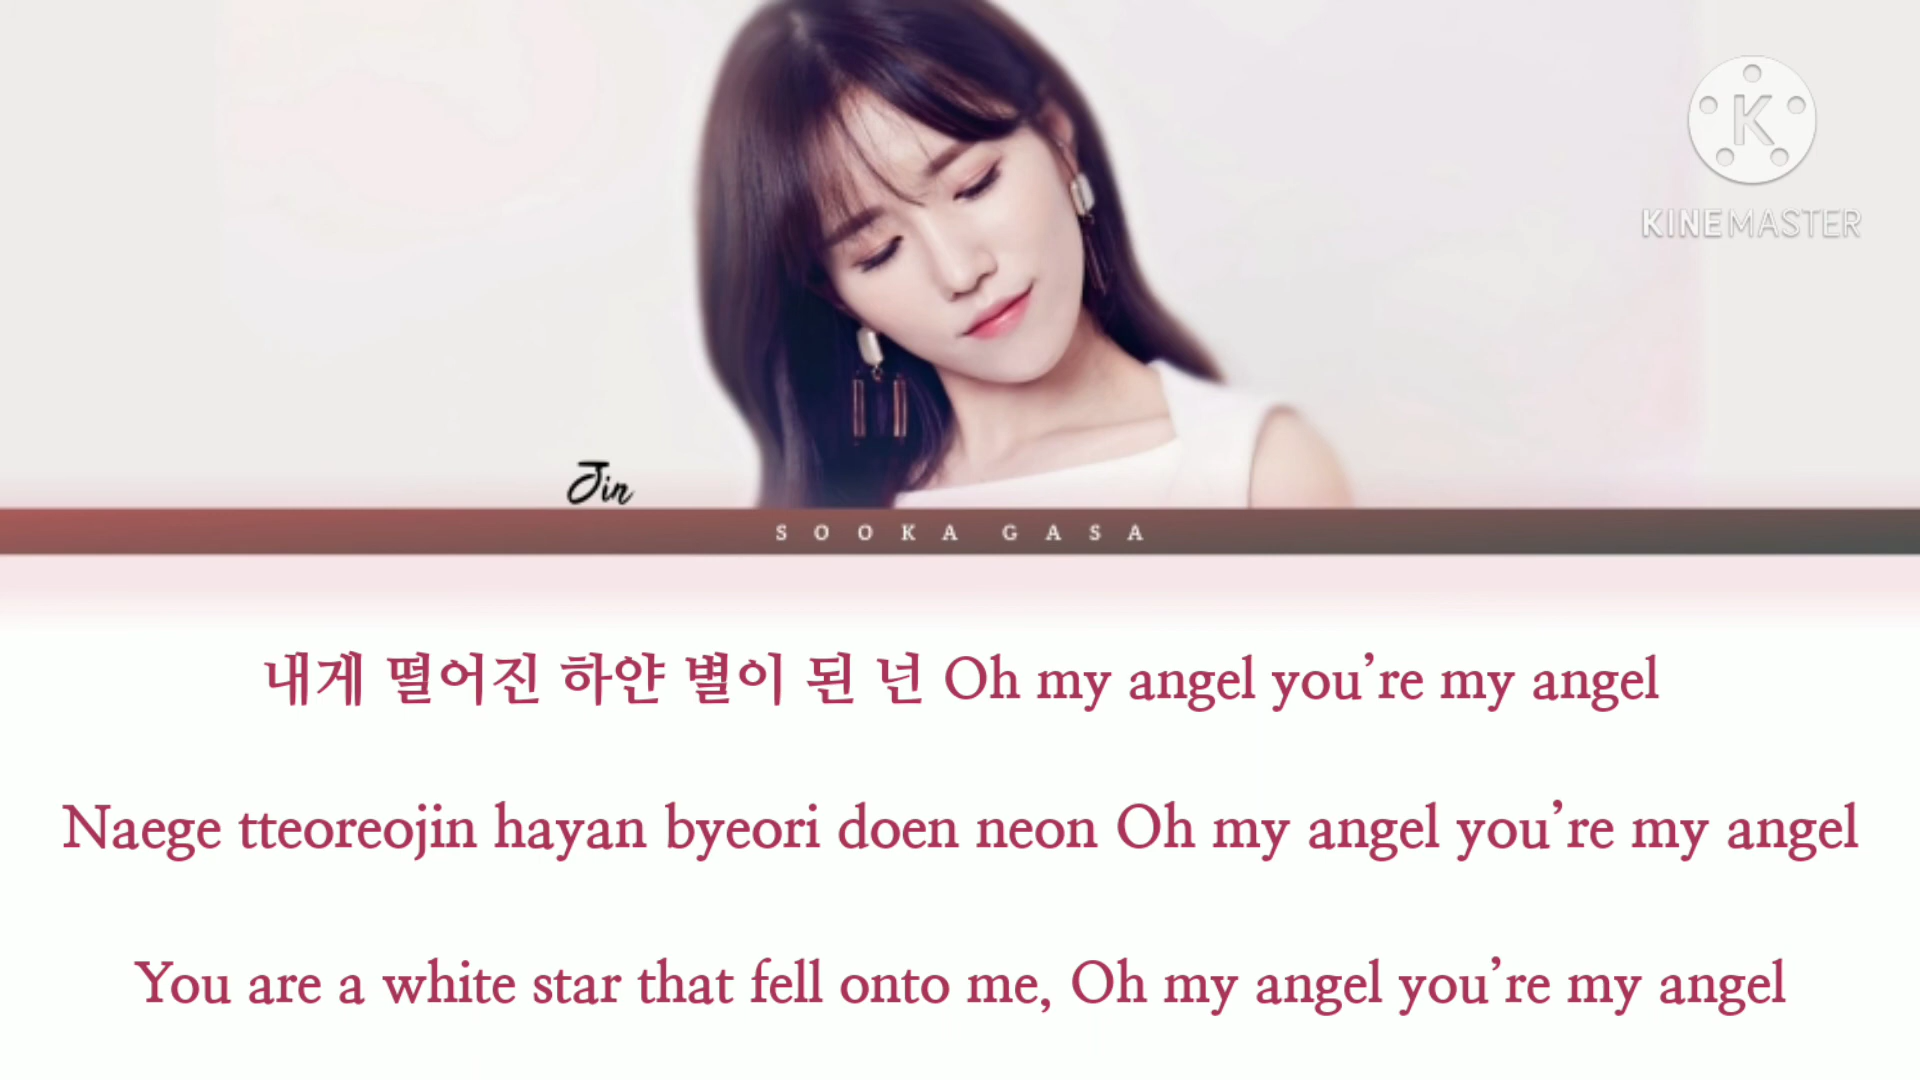 K
KINEMASTER
Jin
SOOKA GASA
내게 떨어진 하얀 별이 된 넌 Oh my angel you’re my angel
Naege tteoreojin hayan byeori doen neon Oh my angel you’re my angel
You are a white star that fell onto me, Oh my angel you’re my angel